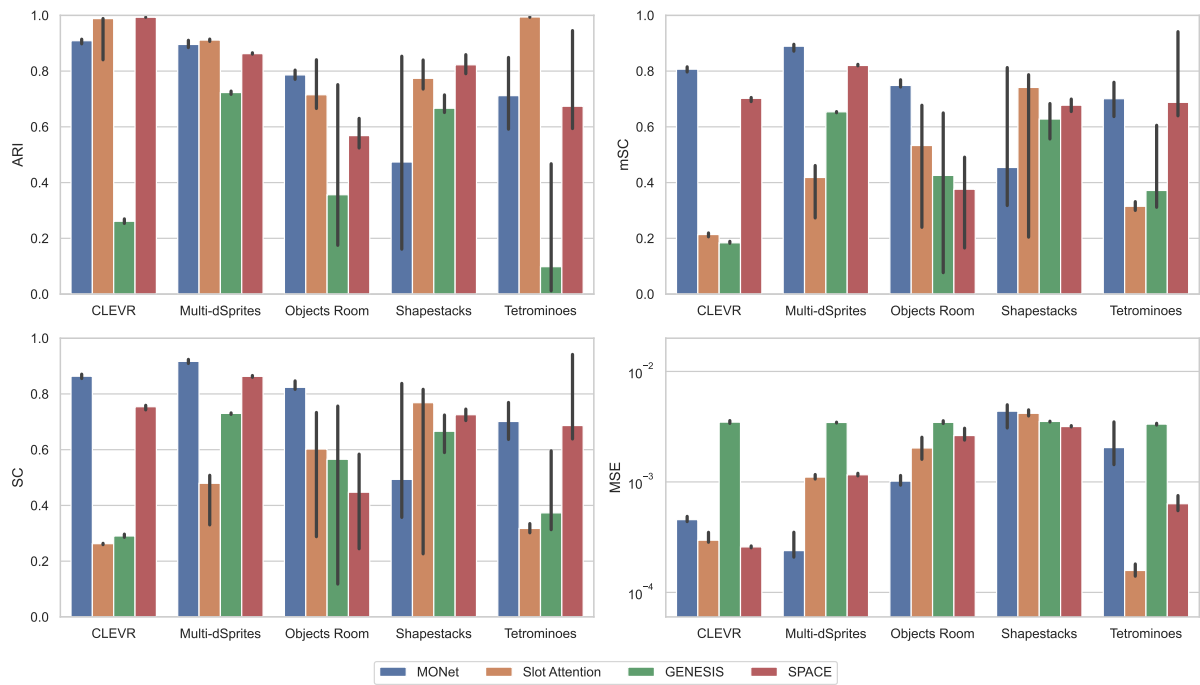 1.0
0.8
0.6
0.4
0.2
0.0
ARI
CLEVR Multi-dSprites Objects Room Shapestacks Tetrominoes
1.0
0.8
0.6
0.4
0.2
0.0
mSC
CLEVR Multi-dSprites Objects Room Shapestacks Tetrominoes
1.0
0.8
0.6
0.4
0.2
0.0
SC
CLEVR Multi-dSprites Objects Room Shapestacks Tetrominoes
10⁻²
10⁻³
10⁻⁴
MSE
CLEVR Multi-dSprites Objects Room Shapestacks Tetrominoes
MONet Slot Attention GENESIS SPACE